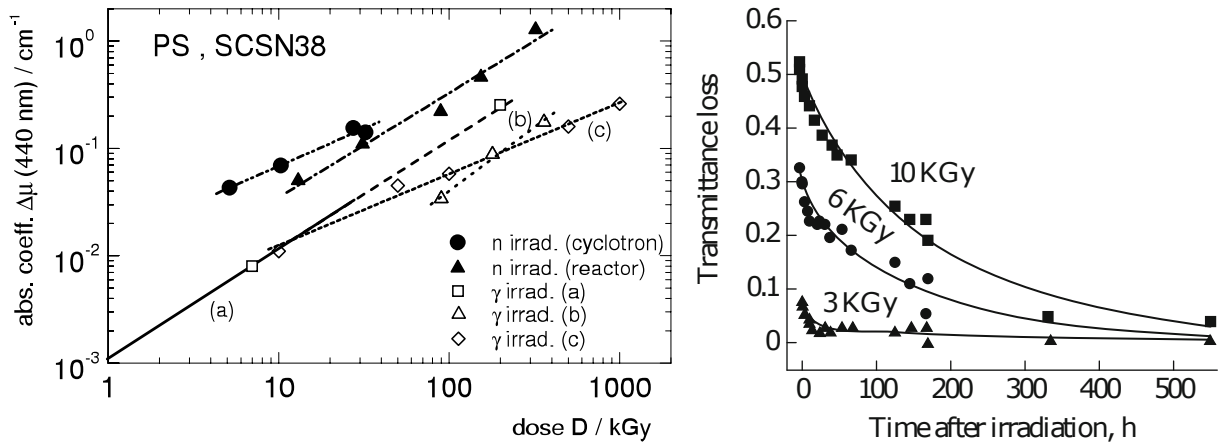 PS , SCSN38
abs. coeff. Δμ (440 nm) / cm⁻¹
10⁰
10⁻¹
10⁻²
10⁻³
(a)
(b)
(c)
n irrad. (cyclotron)
n irrad. (reactor)
γ irrad. (a)
γ irrad. (b)
γ irrad. (c)
1 10 100 1000
dose D / kGy
Transmittance loss
0.6
0.5
0.4
0.3
0.2
0.1
0
10 KGy
6 KGy
3 KGy
0 100 200 300 400 500
Time after irradiation, h